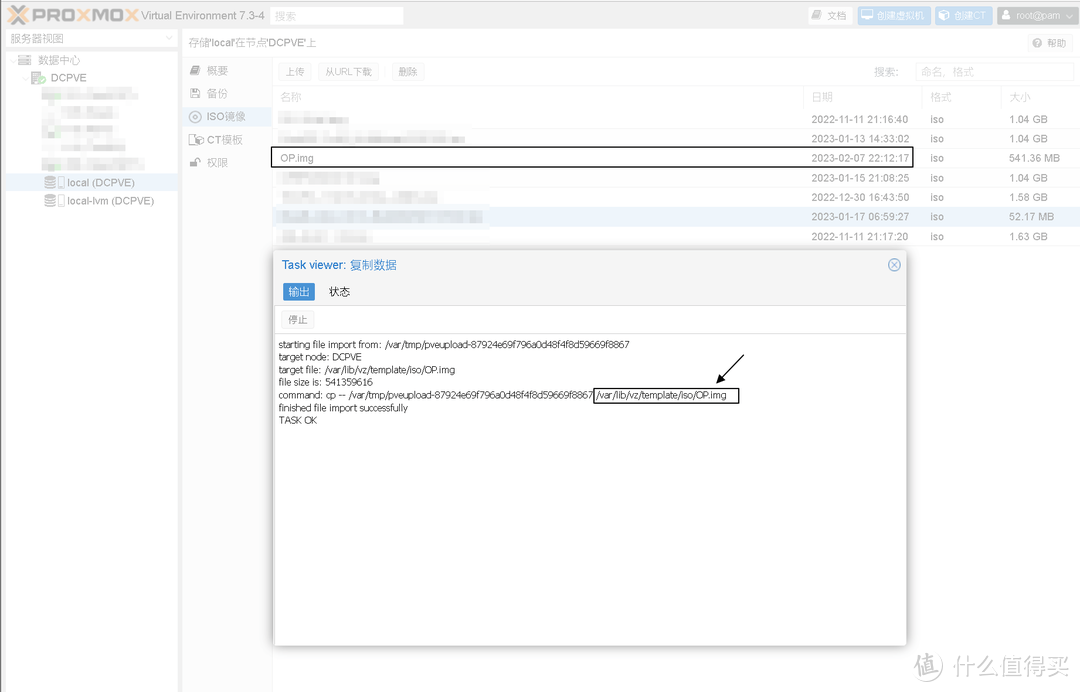 PROXMOX Virtual Environment 7.3-4 搜索 文档 创建虚拟机 创建CT root@pam
服务器视图
存储'local'在节点'DCPVE'上 帮助
数据中心
DCPVE
local (DCPVE)
local-lvm (DCPVE)
概要
备份
ISO镜像
CT模板
权限
上传 从URL下载 删除 搜索: 命名, 格式
名称 日期 格式 大小
2022-11-11 21:16:40 iso 1.04 GB
2023-01-13 14:33:02 iso 1.04 GB
OP.img 2023-02-07 22:12:17 iso 541.36 MB
2023-01-15 21:08:25 iso 1.04 GB
2022-12-30 16:43:50 iso 1.58 GB
2023-01-17 06:59:27 iso 52.17 MB
2022-11-11 21:17:20 iso 1.63 GB
Task viewer: 复制数据
输出 状态
停止
starting file import from: /var/tmp/pveupload-87924e69f796a0d48f4f8d59669f8867
target node: DCPVE
target file: /var/lib/vz/template/iso/OP.img
file size is: 541359616
command: cp -- /var/tmp/pveupload-87924e69f796a0d48f4f8d59669f8867 /var/lib/vz/template/iso/OP.img
finished file import successfully
TASK OK
值 什么值得买